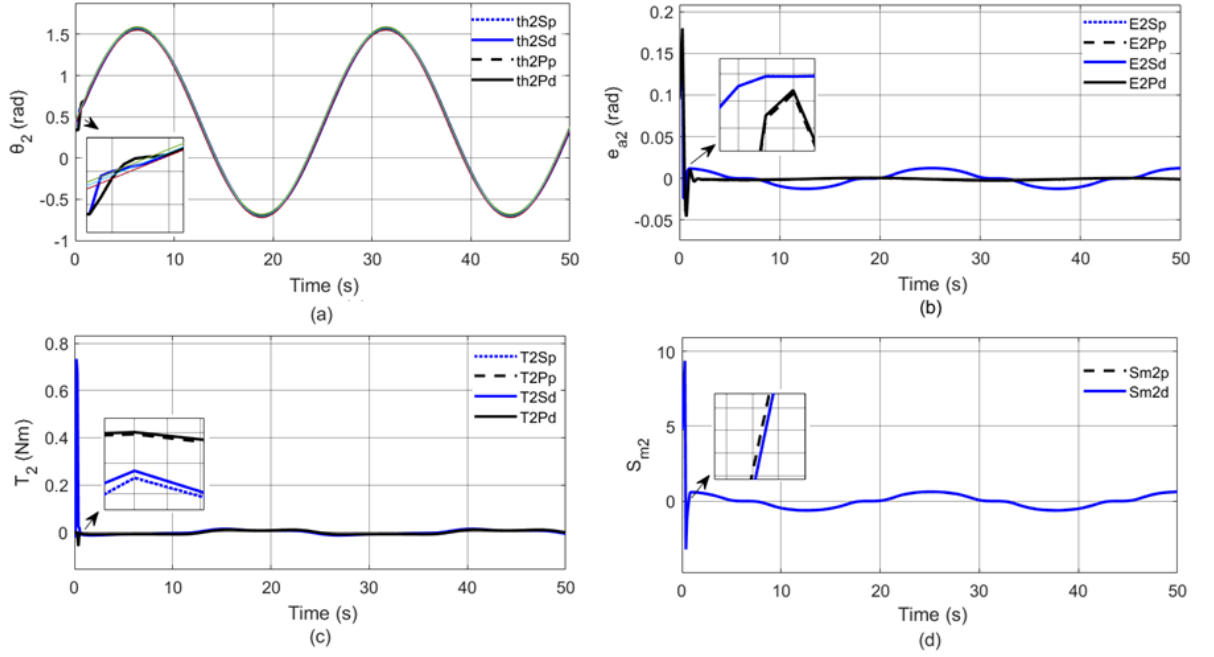 1.5
1
0.5
0
-0.5
-1
θ2 (rad)
th2Sp
th2Sd
th2Pp
th2Pd
0 10 20 30 40 50
Time (s)
(a)
0.2
0.15
0.1
0.05
0
-0.05
ea2 (rad)
E2Sp
E2Pp
E2Sd
E2Pd
0 10 20 30 40 50
Time (s)
(b)
0.8
0.6
0.4
0.2
0
T2 (Nm)
T2Sp
T2Pp
T2Sd
T2Pd
0 10 20 30 40 50
Time (s)
(c)
10
5
0
Sm2
Sm2p
Sm2d
0 10 20 30 40 50
Time (s)
(d)